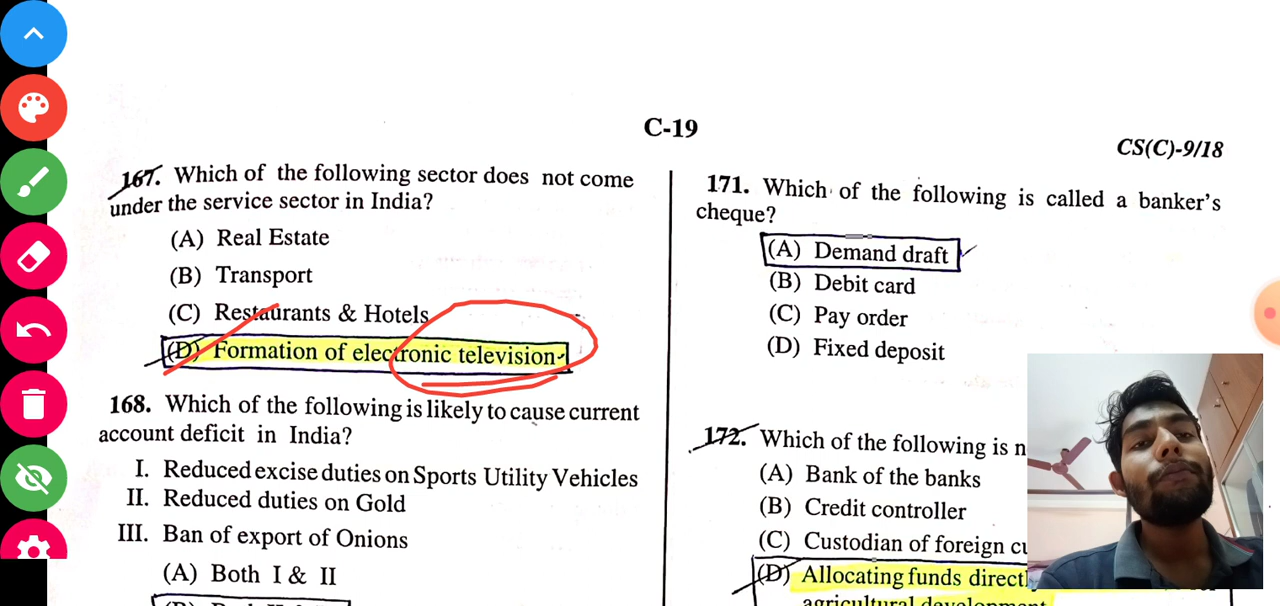 C-19
CS(C)-9/18
167. Which of the following sector does not come
under the service sector in India?
(A) Real Estate
(B) Transport
(C) Restaurants & Hotels
(D) Formation of electronic television
168. Which of the following is likely to cause current
account deficit in India?
I. Reduced excise duties on Sports Utility Vehicles
II. Reduced duties on Gold
III. Ban of export of Onions
(A) Both I & II
171. Which of the following is called a banker's
cheque?
(A) Demand draft
(B) Debit card
(C) Pay order
(D) Fixed deposit
172. Which of the following is n
(A) Bank of the banks
(B) Credit controller
(C) Custodian of foreign cu
(D) Allocating funds directl
agricultural development